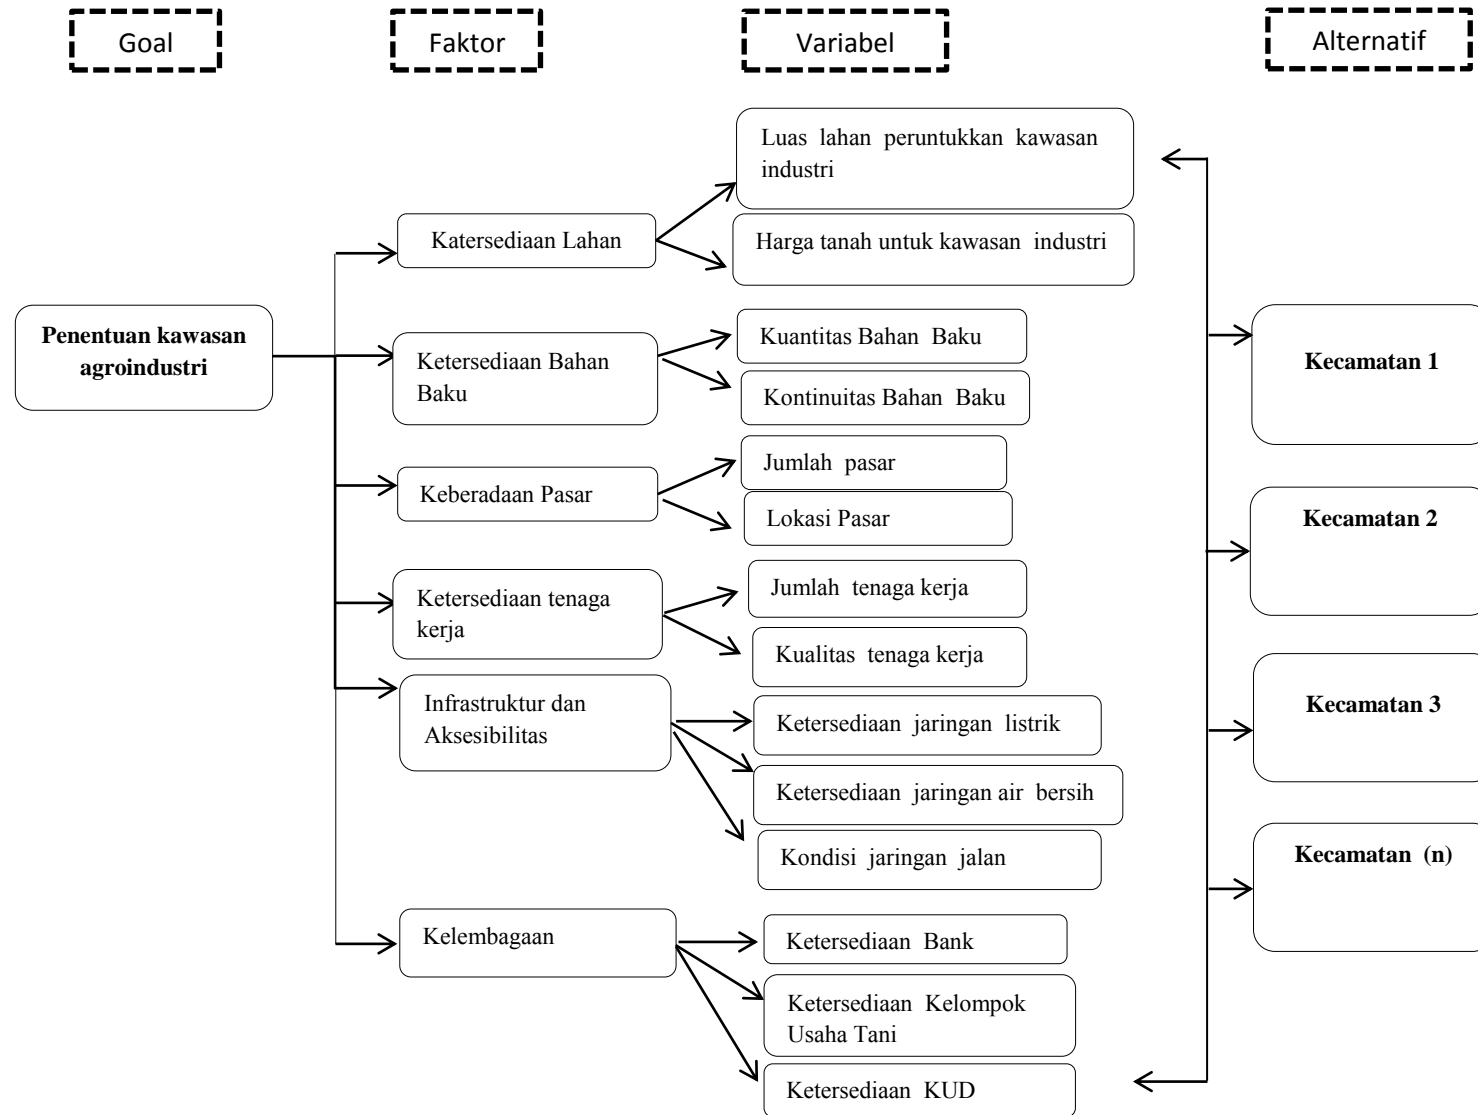 Goal
Faktor
Variabel
Alternatif
Luas lahan peruntukkan kawasan
industri
Katersediaan Lahan
Harga tanah untuk kawasan industri
Penentuan kawasan
agroindustri
Ketersediaan Bahan
Baku
Kuantitas Bahan Baku
Kontinuitas Bahan Baku
Keberadaan Pasar
Jumlah pasar
Lokasi Pasar
Ketersediaan tenaga
kerja
Jumlah tenaga kerja
Kualitas tenaga kerja
Infrastruktur dan
Aksesibilitas
Ketersediaan jaringan listrik
Ketersediaan jaringan air bersih
Kondisi jaringan jalan
Kelembagaan
Ketersediaan Bank
Ketersediaan Kelompok
Usaha Tani
Ketersediaan KUD
Kecamatan 1
Kecamatan 2
Kecamatan 3
Kecamatan (n)